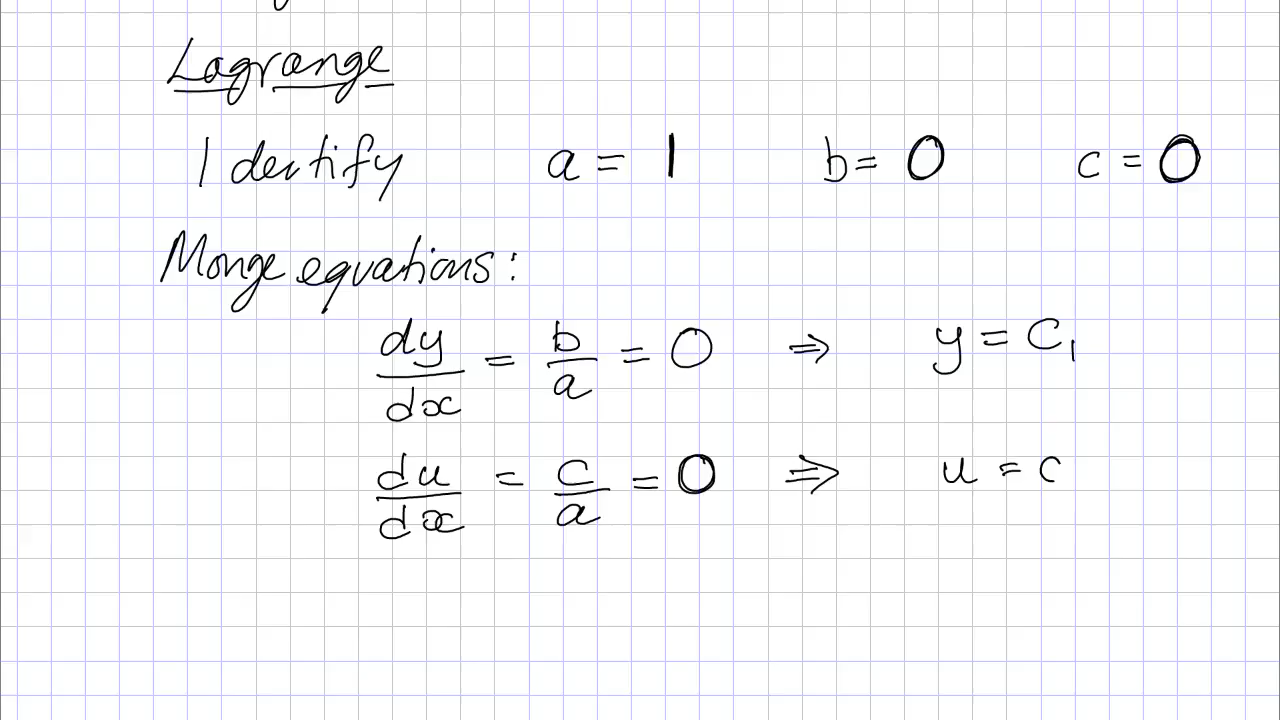 Lagrange
Identify a = 1 b = 0 c = 0
Monge equations:
dy/dx = b/a = 0 ⇒ y = C₁
du/dx = c/a = 0 ⇒ u = c